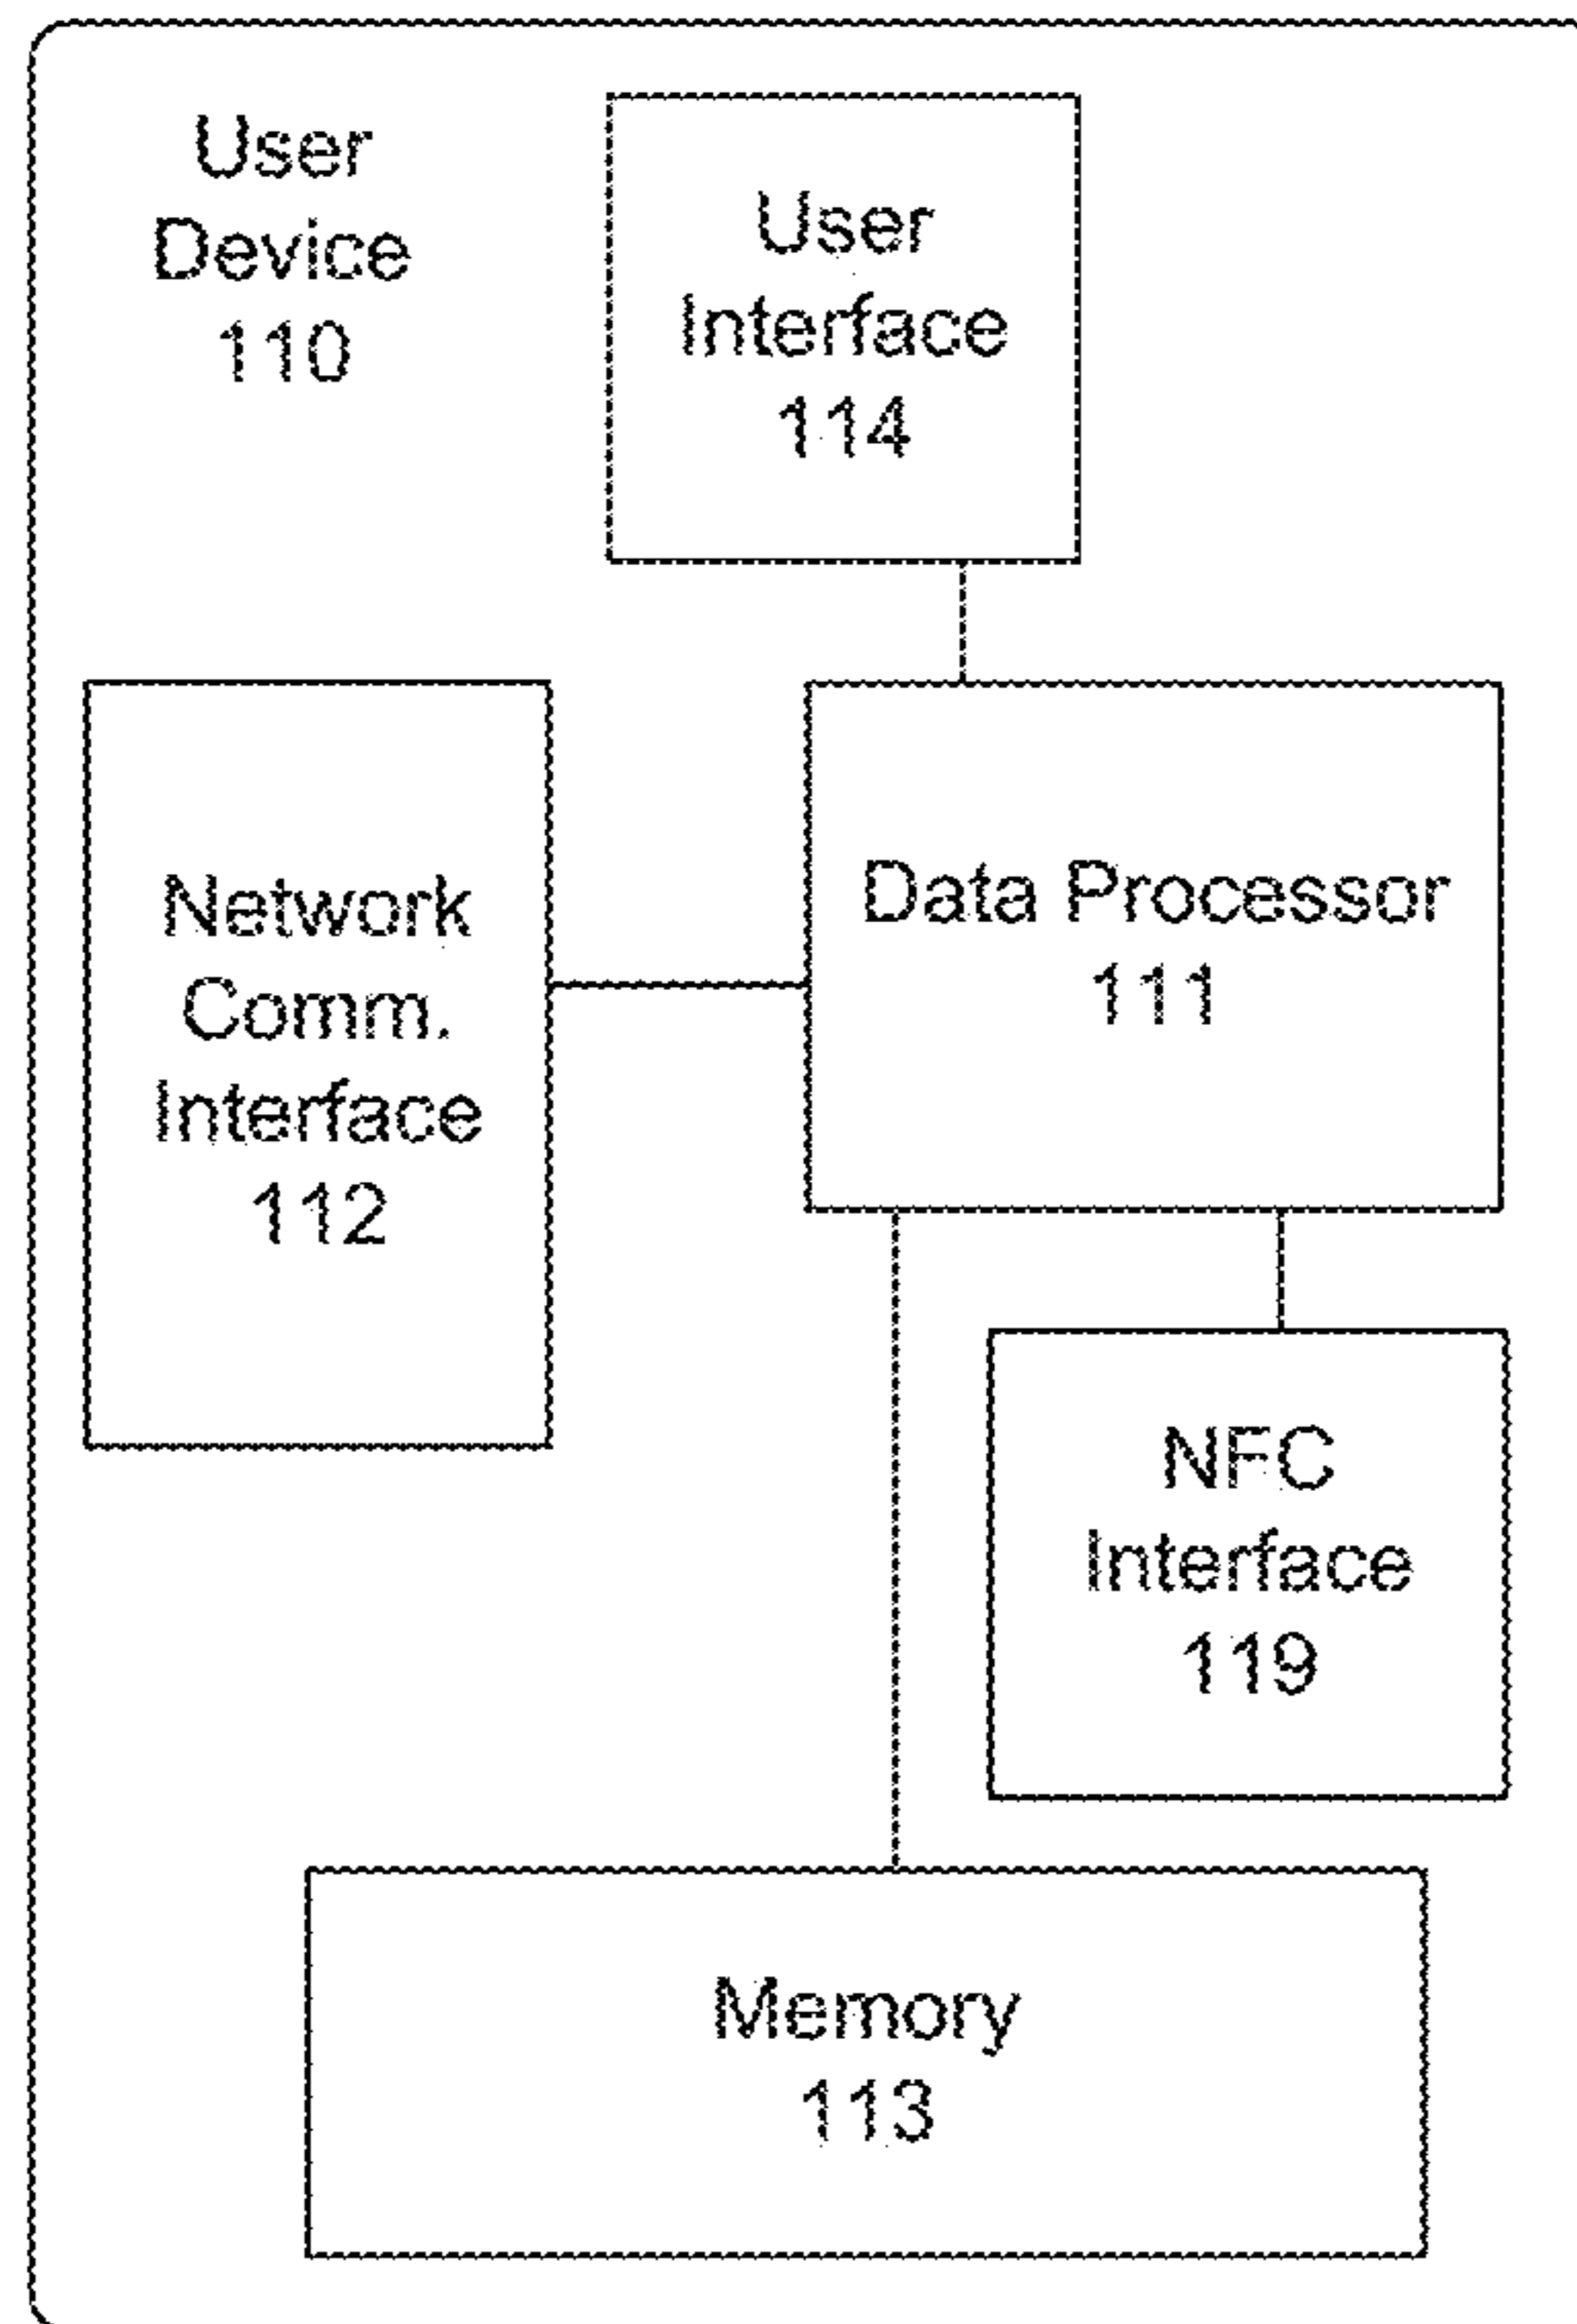 User
Device
110
User
Interface
114
Network
Comm.
Interface
112
Data Processor
111
NFC
Interface
119
Memory
113